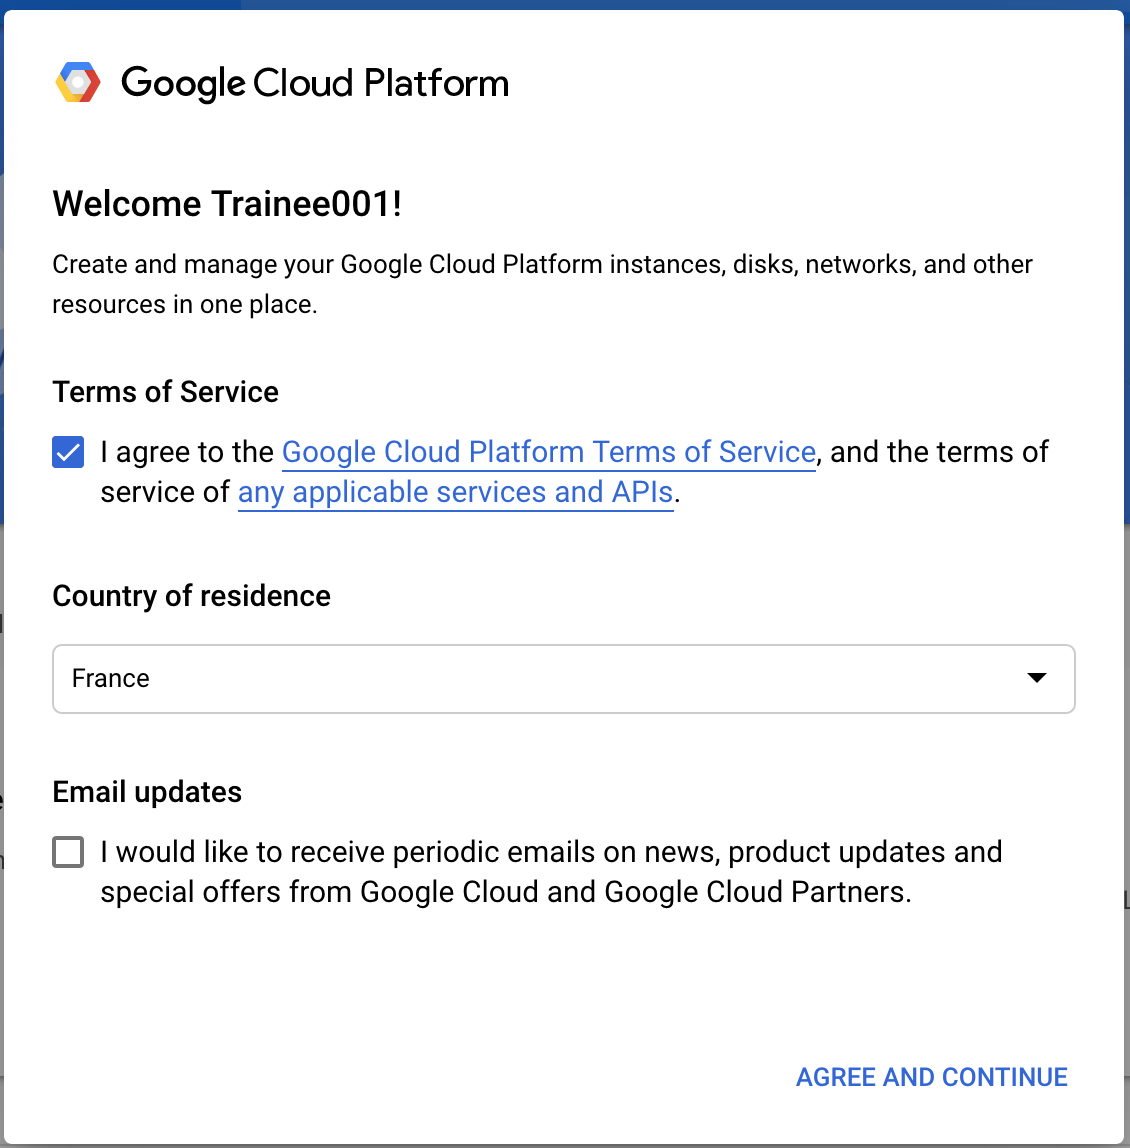 Google Cloud Platform
Welcome Trainee001!
Create and manage your Google Cloud Platform instances, disks, networks, and other
resources in one place.
Terms of Service
I agree to the Google Cloud Platform Terms of Service, and the terms of
service of any applicable services and APIs.
Country of residence
France
Email updates
I would like to receive periodic emails on news, product updates and
special offers from Google Cloud and Google Cloud Partners.
AGREE AND CONTINUE